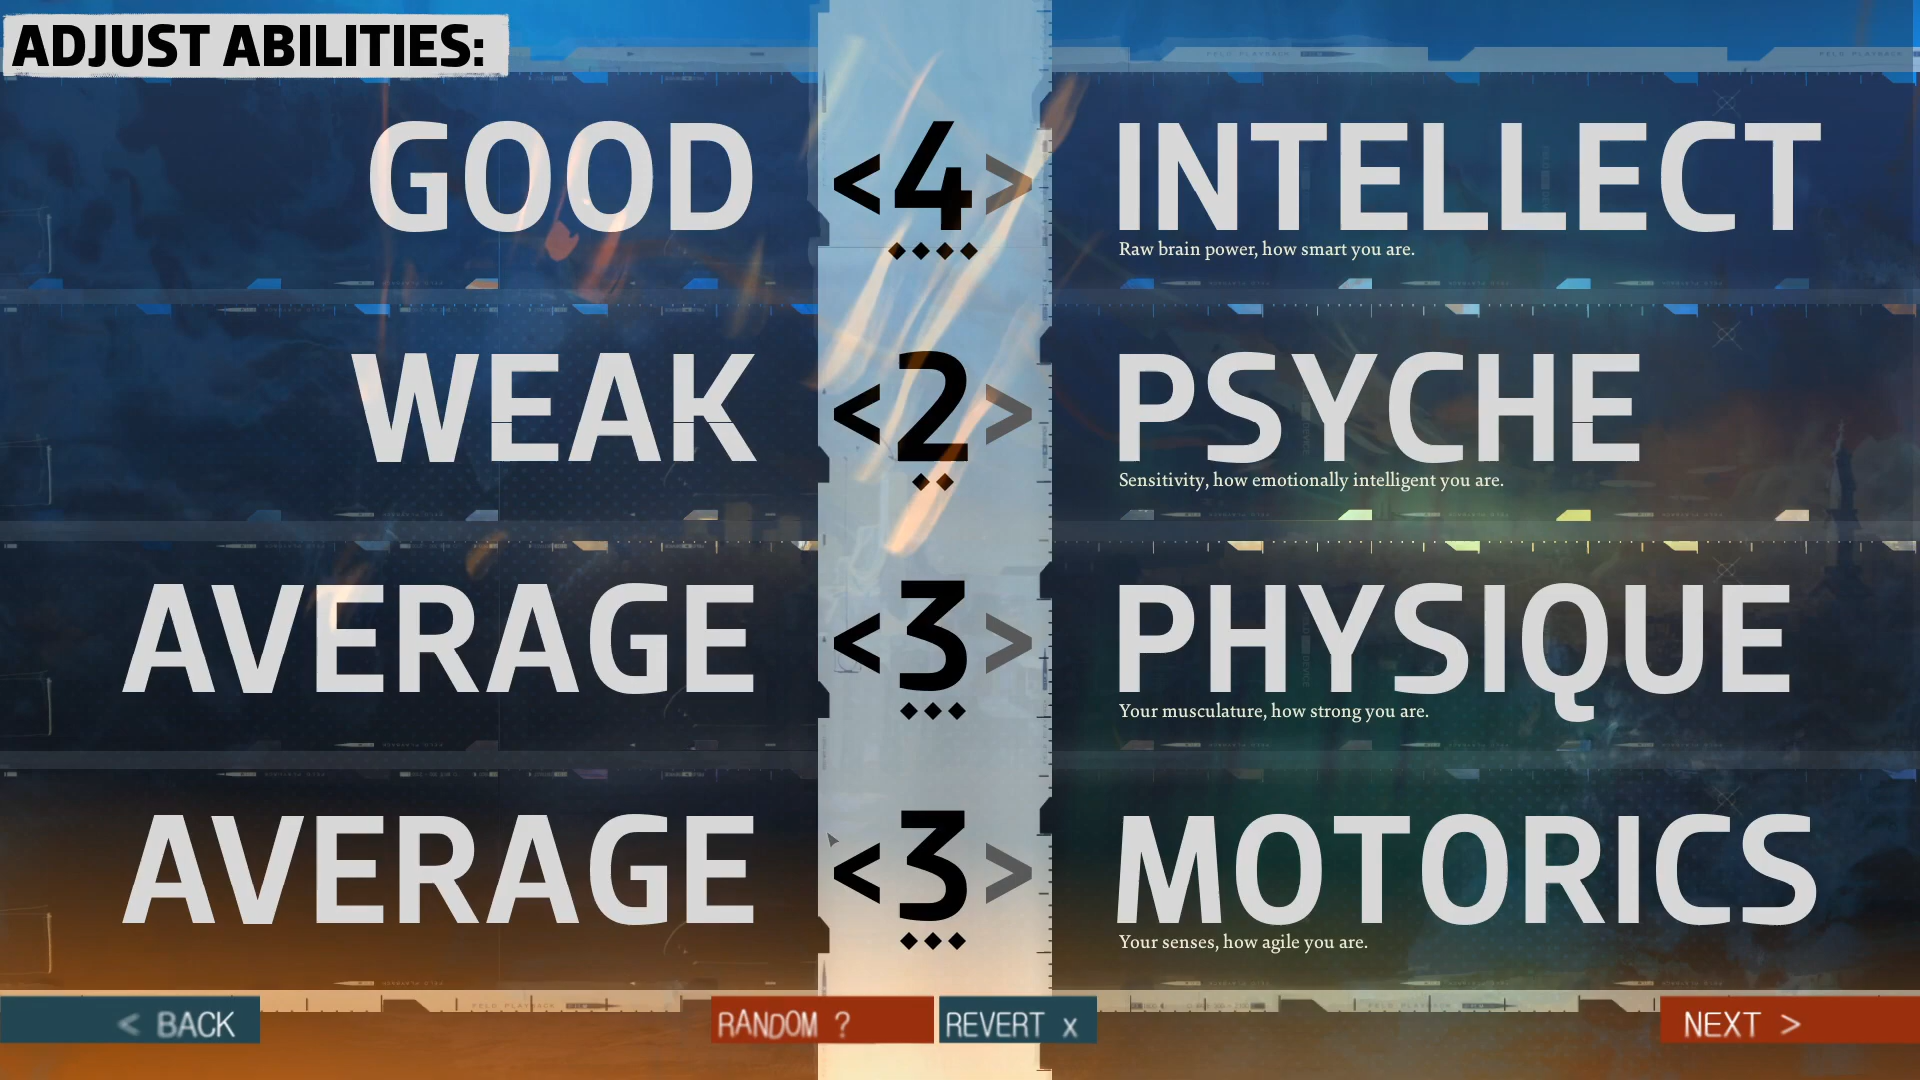 ADJUST ABILITIES:
GOOD <4> INTELLECT
Raw brain power, how smart you are.
WEAK <2> PSYCHE
Sensitivity, how emotionally intelligent you are.
AVERAGE <3> PHYSIQUE
Your musculature, how strong you are.
AVERAGE <3> MOTORICS
Your senses, how agile you are.
< BACK RANDOM ? REVERT x NEXT >